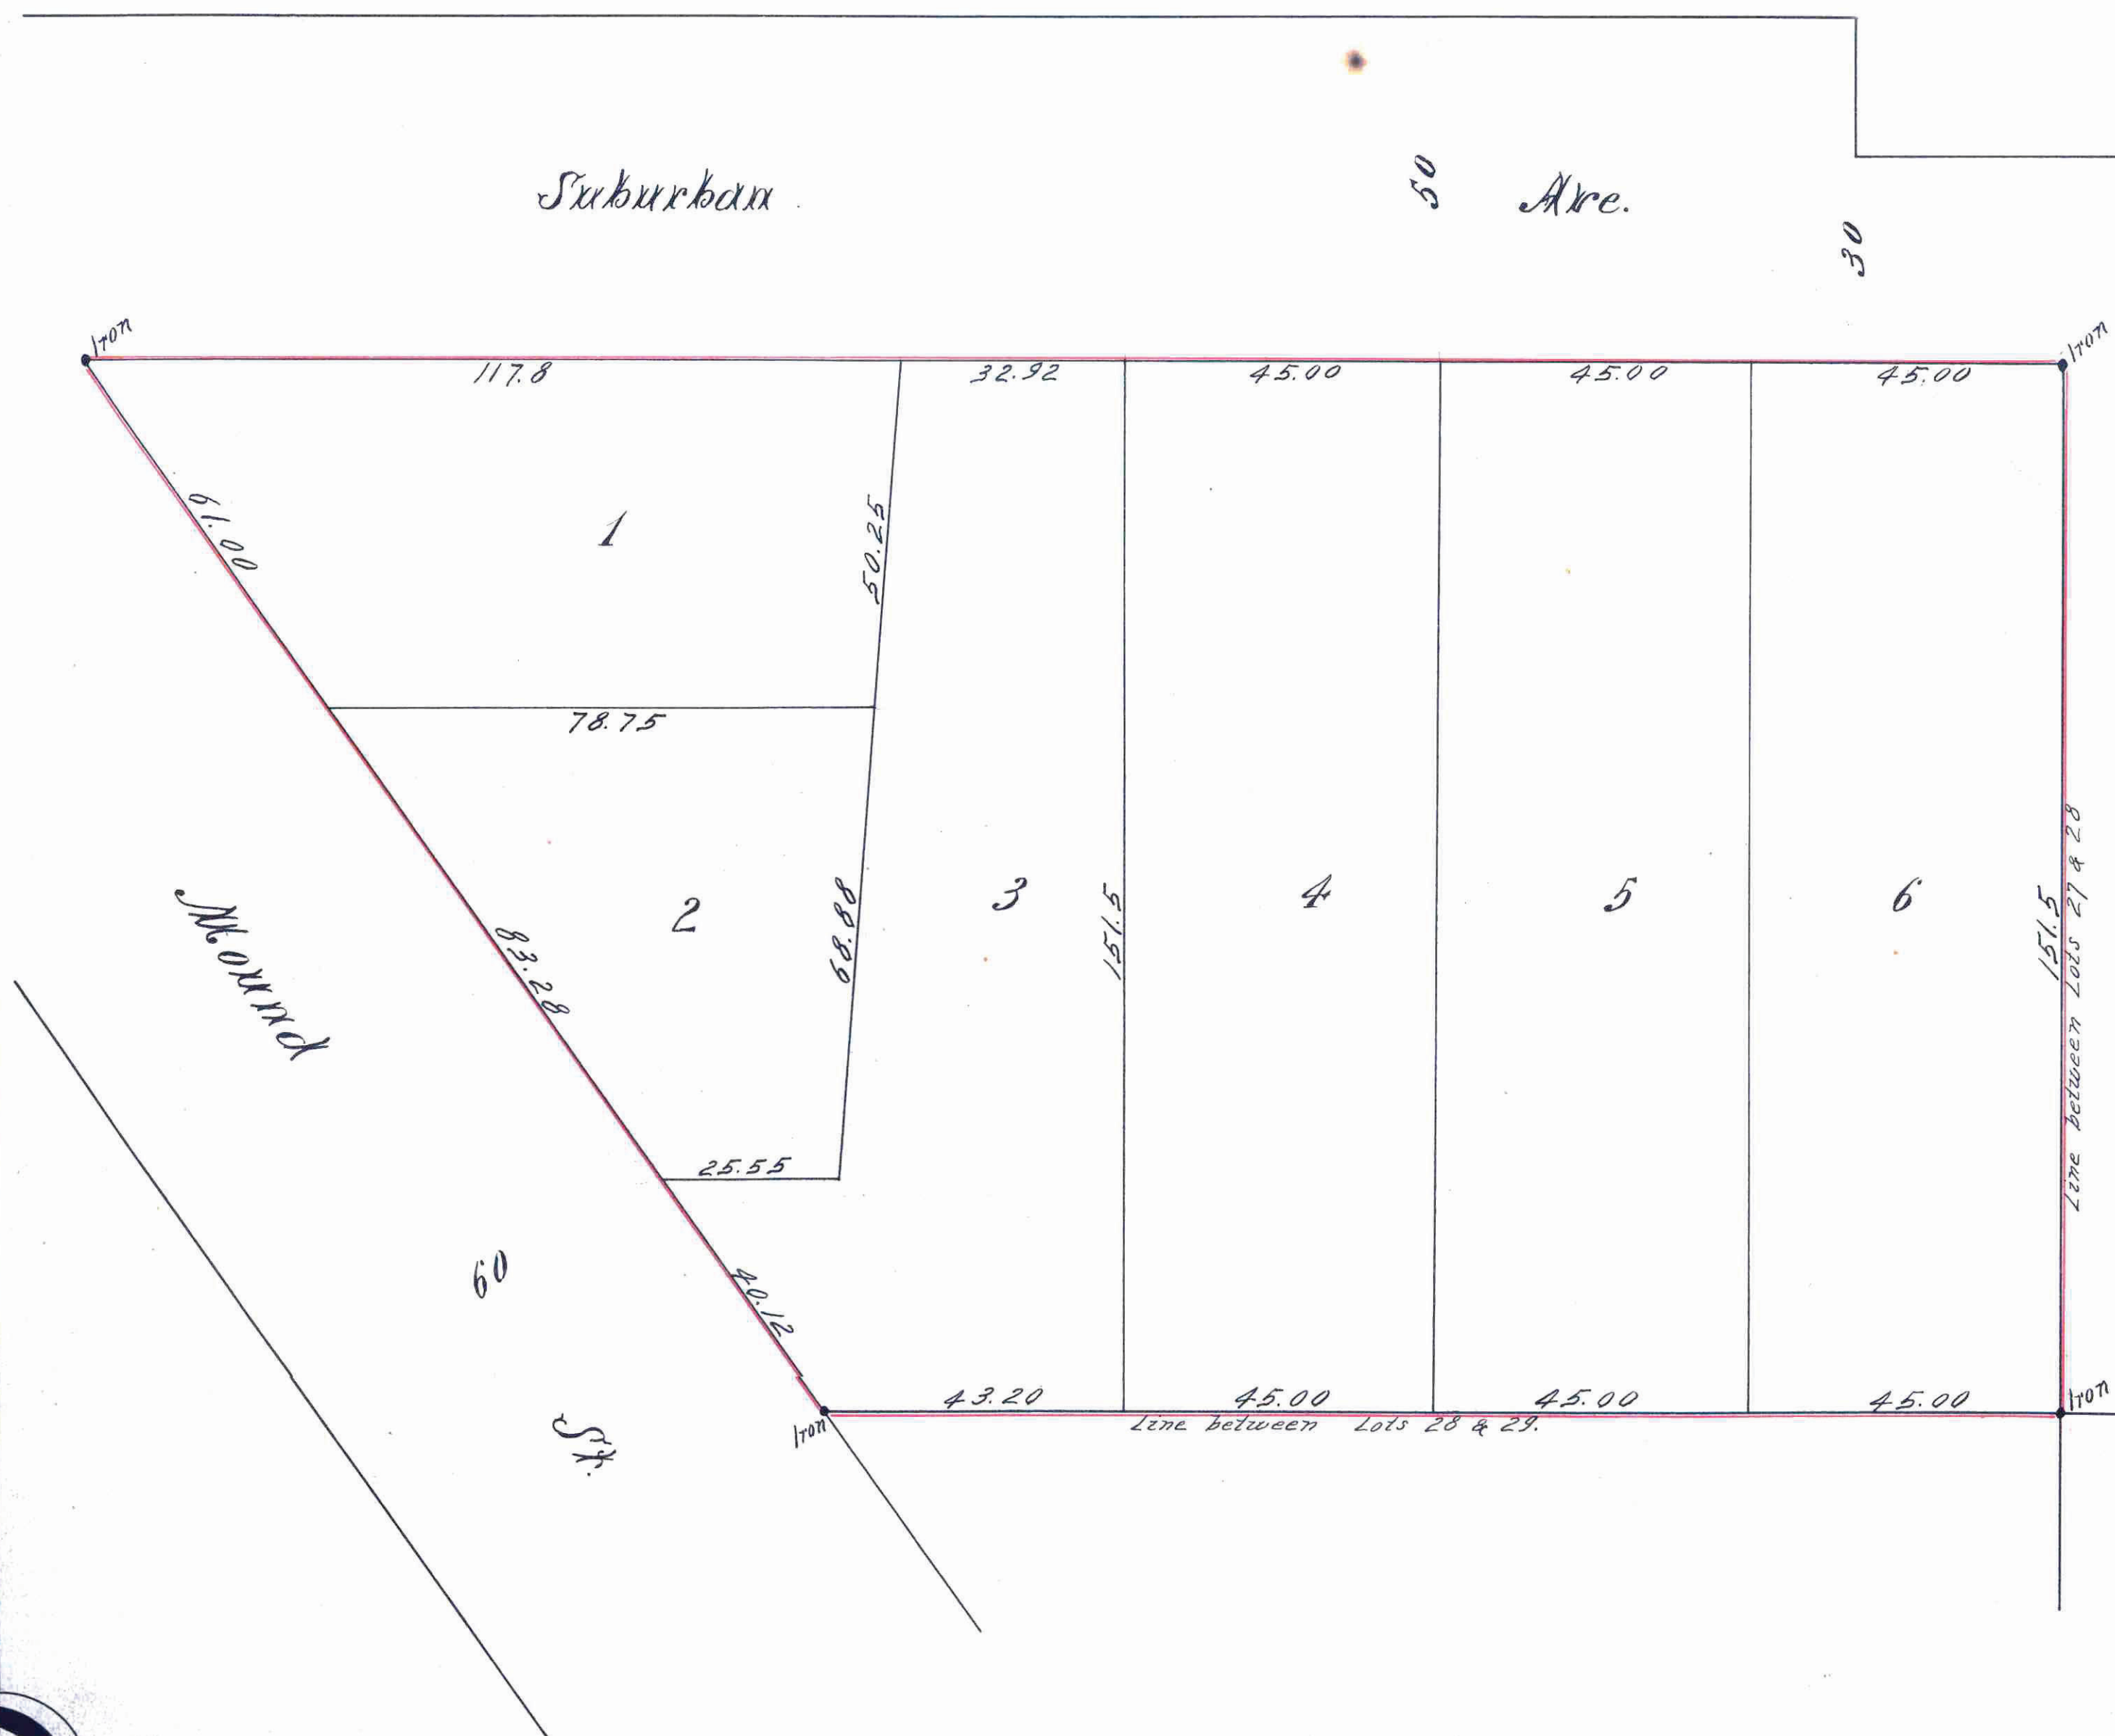 Suburban
50
Ave.
30
Iron
Iron
117.8
32.92
45.00
45.00
45.00
61.00
1
50.25
78.75
Mound
83.28
2
68.88
3
151.5
4
5
6
151.5
Line between Lots 27 & 28
25.55
60
40.12
St.
Iron
43.20
45.00
45.00
45.00
Iron
Line between Lots 28 & 29.